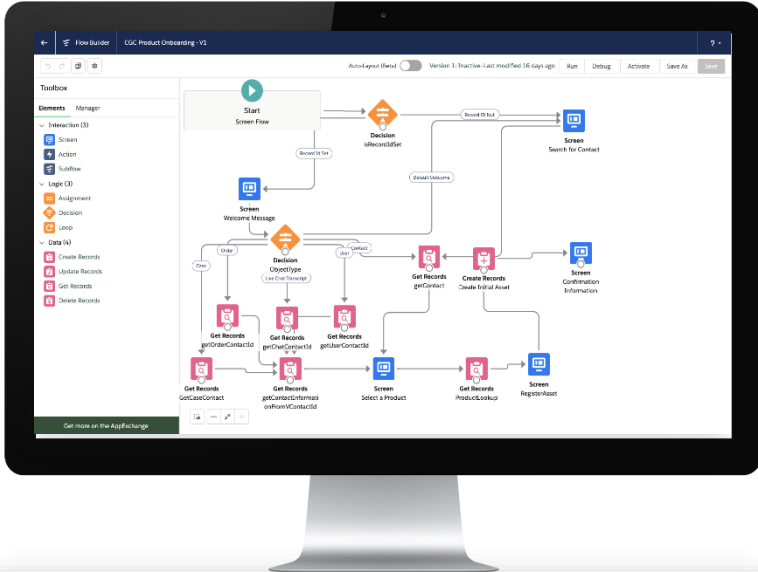 Flow Builder
CGC Product Onboarding - V1
?
Auto-Layout (Beta)
Version 1: Inactive-Last modified 16 days ago
Run
Debug
Activate
Save As
Save
Toolbox
Elements
Manager
Interaction (3)
Screen
Action
Subflow
Logic (3)
Assignment
Decision
Loop
Data (4)
Create Records
Update Records
Get Records
Delete Records
Get more on the AppExchange
Start
Screen Flow
Decision
isRecordIdSet
Record ID Not
Screen
Search for Contact
Record Id Set
Default Outcome
Screen
Welcome Message
Decision
ObjectType
Live Chat Transcript
Order
Case
User
Contact
Get Records
getContact
Create Records
Create Initial Asset
Screen
Confirmation
Information
Get Records
getOrderContactId
Get Records
getChatContactId
Get Records
getUserContactId
Get Records
GetCaseContact
Get Records
getContactInformati
onFromVContactId
Screen
Select a Product
Get Records
ProductLookup
Screen
RegisterAsset